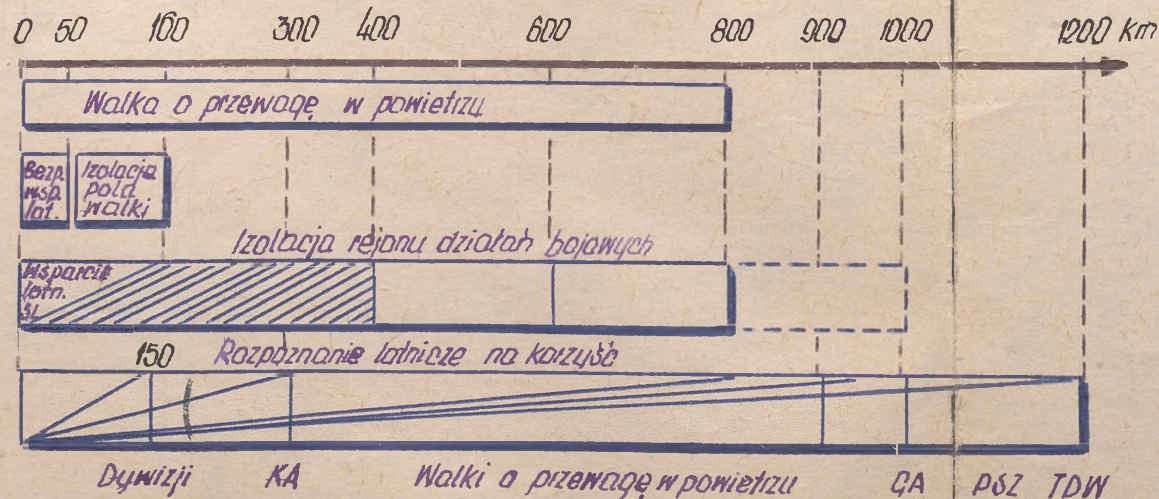 0 50 100 300 400 600 800 900 1000 1200 km
Walka o przewagę w powietrzu
Bezp.
wsp.
lot.
Izolacja
pola
walki
Izolacja rejonu działań bojowych
Wsparcie
lotn.
SL
150 Rozpoznanie lotnicze na korzyść
Dywizji KA Walki o przewagę w powietrzu GA PSZ TDW